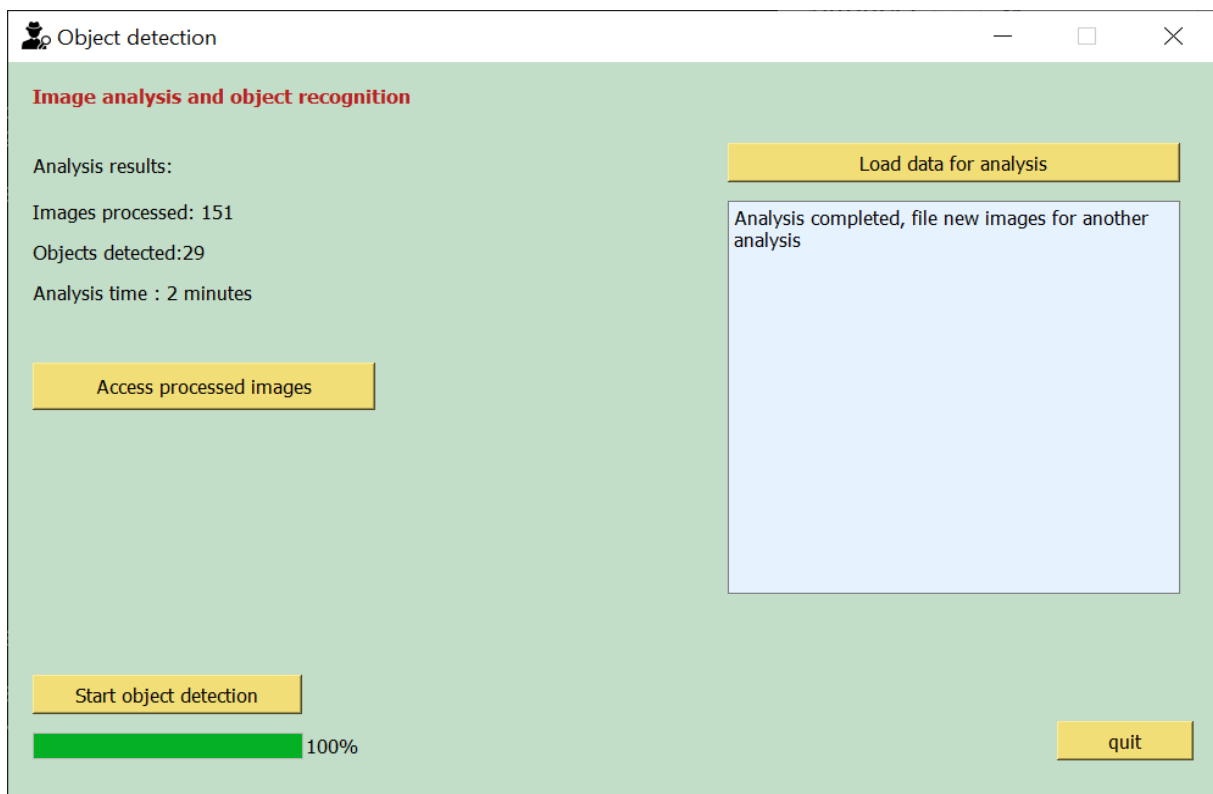 Object detection
Image analysis and object recognition
Analysis results:
Images processed: 151
Objects detected:29
Analysis time : 2 minutes
Access processed images
Load data for analysis
Analysis completed, file new images for another
analysis
Start object detection
100%
quit